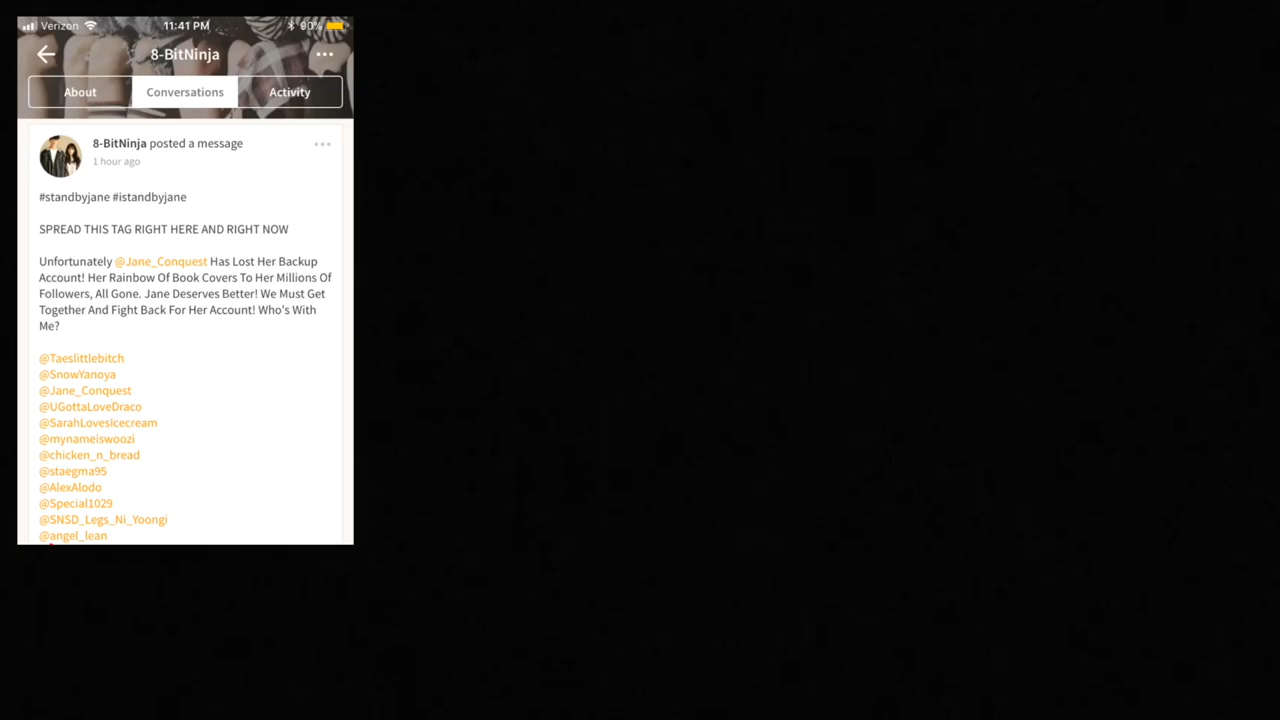 Verizon 11:41 PM 90%
8-BitNinja
About Conversations Activity
8-BitNinja posted a message
1 hour ago
#standbyjane #istandbyjane
SPREAD THIS TAG RIGHT HERE AND RIGHT NOW
Unfortunately @Jane_Conquest Has Lost Her Backup
Account! Her Rainbow Of Book Covers To Her Millions Of
Followers, All Gone. Jane Deserves Better! We Must Get
Together And Fight Back For Her Account! Who's With
Me?
@Taeslittlebitch
@SnowYanoya
@Jane_Conquest
@UGottaLoveDraco
@SarahLovesIcecream
@mynameiswoozi
@chicken_n_bread
@staegma95
@AlexAlodo
@Special1029
@SNSD_Legs_Ni_Yoongi
@angel_lean